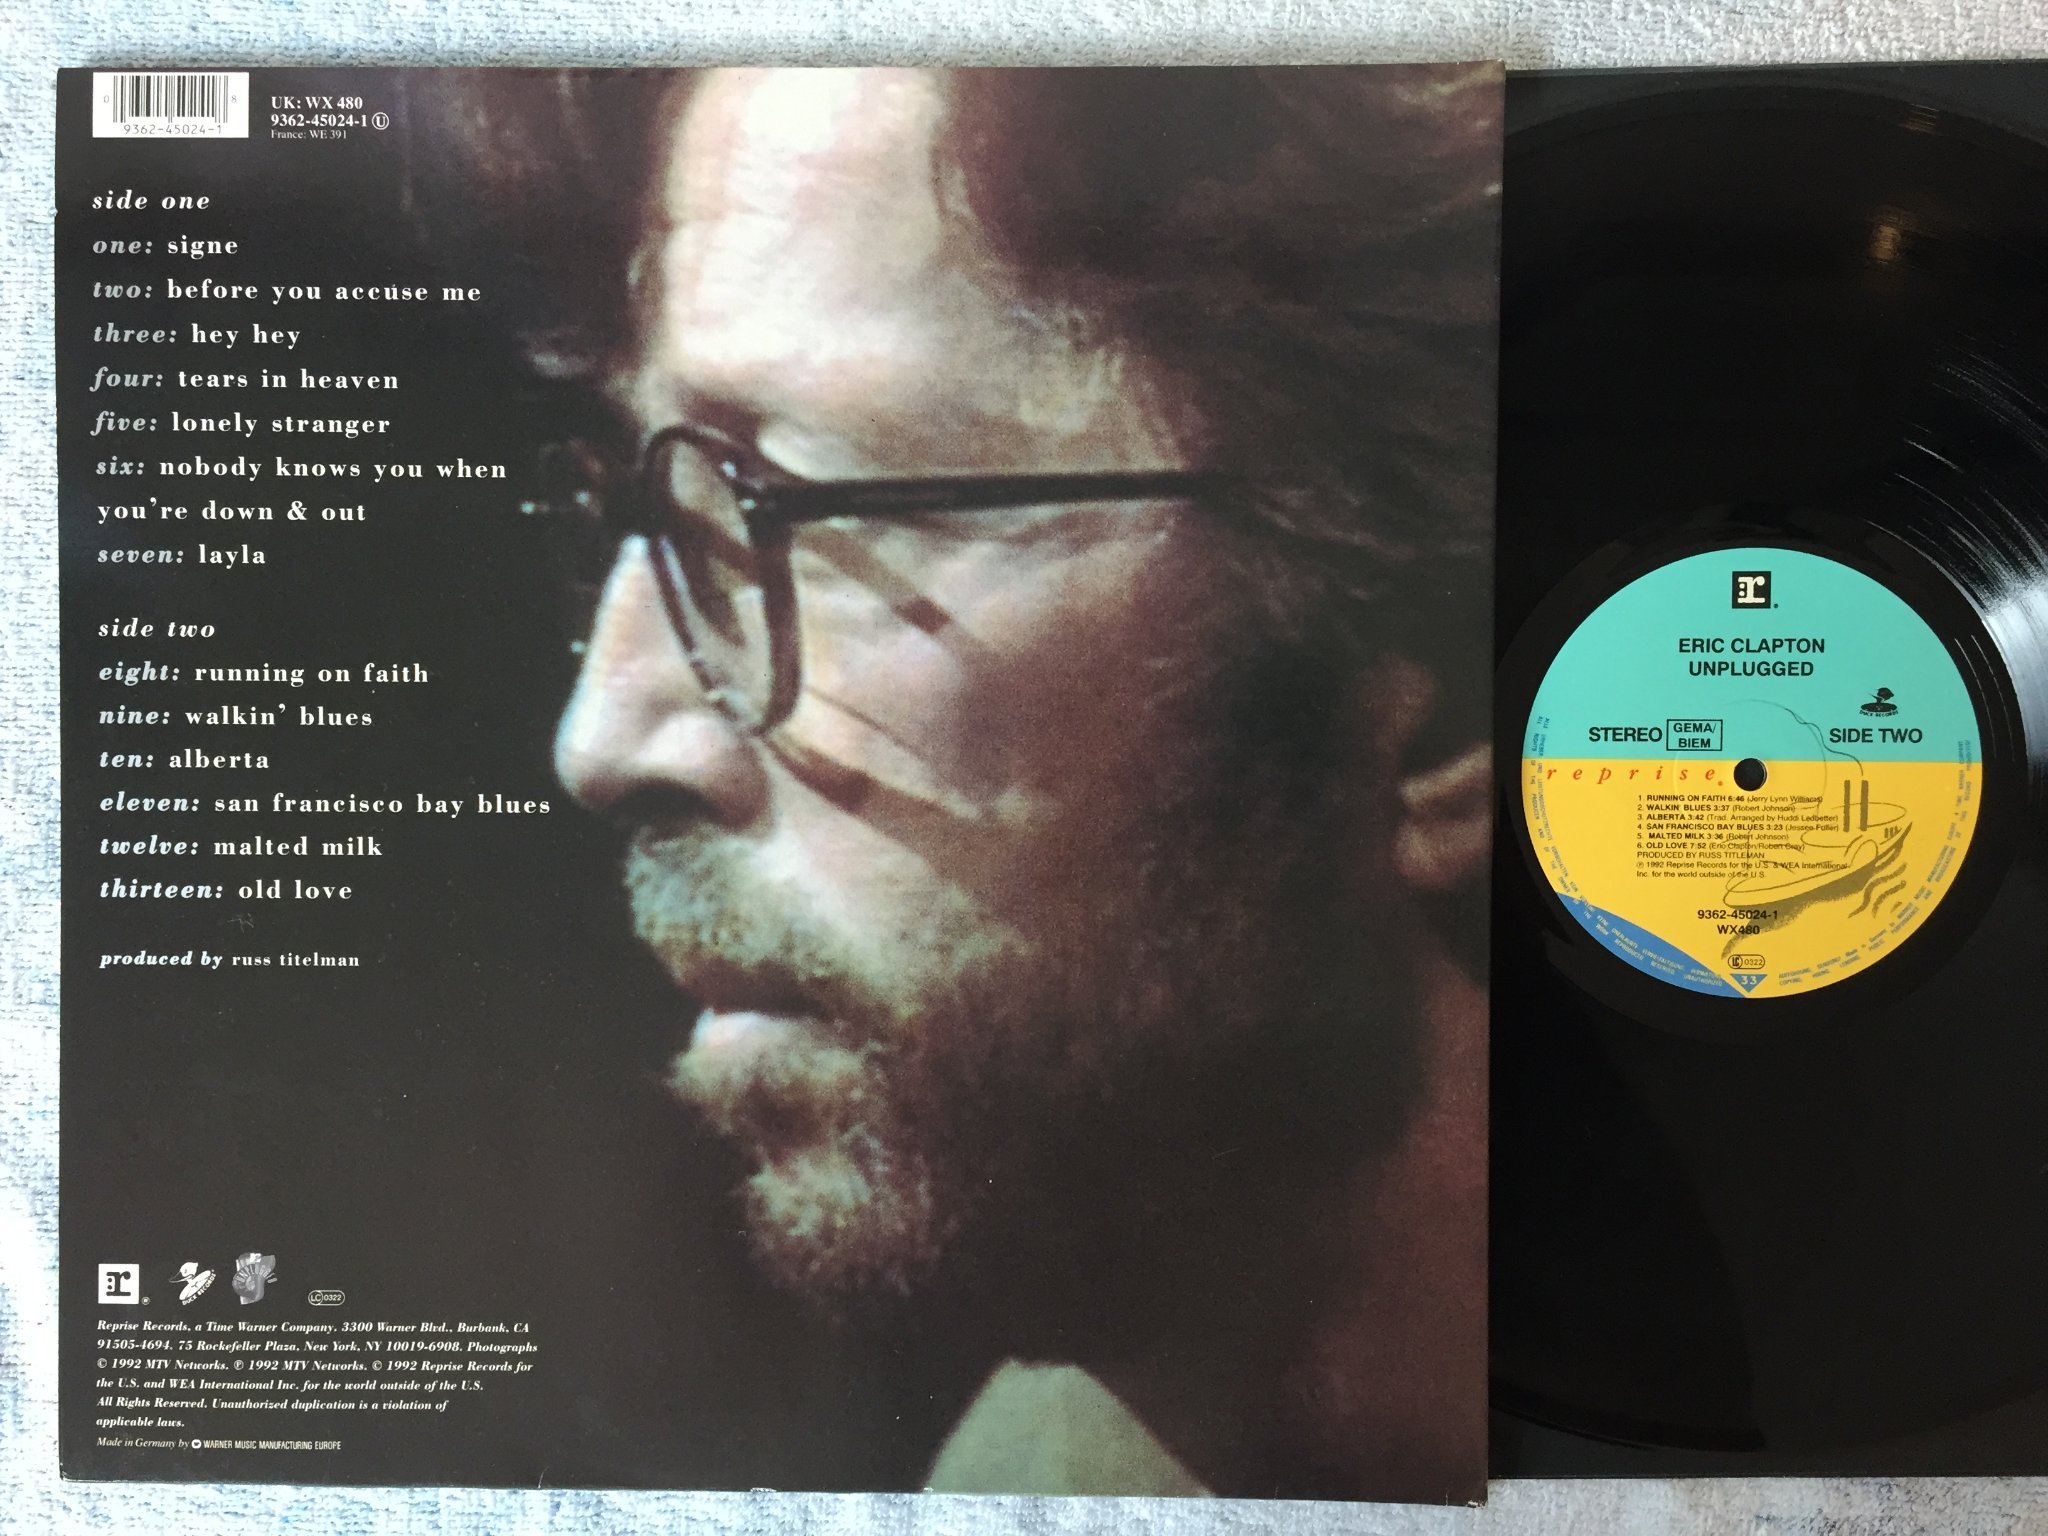 0 8
9362-45024-1
UK: WX 480
9362-45024-1 U
France: WE 391
side one
one: signe
two: before you accuse me
three: hey hey
four: tears in heaven
five: lonely stranger
six: nobody knows you when
you're down & out
seven: layla
side two
eight: running on faith
nine: walkin' blues
ten: alberta
eleven: san francisco bay blues
twelve: malted milk
thirteen: old love
produced by russ titelman
r ®
DUCK RECORDS
UNPLUGGED
LC 0322
Reprise Records, a Time Warner Company, 3300 Warner Blvd., Burbank, CA
91505-4694. 75 Rockefeller Plaza, New York, NY 10019-6908. Photographs
© 1992 MTV Networks. ℗ 1992 MTV Networks. © 1992 Reprise Records for
the U.S. and WEA International Inc. for the world outside of the U.S.
All Rights Reserved. Unauthorized duplication is a violation of
applicable laws.
Made in Germany by WARNER MUSIC MANUFACTURING EUROPE
r
ERIC CLAPTON
UNPLUGGED
DUCK RECORDS
STEREO GEMA/BIEM SIDE TWO
reprise
1. RUNNING ON FAITH 6:46 (Jerry Lynn Williams)
2. WALKIN' BLUES 3:37 (Robert Johnson)
3. ALBERTA 3:42 (Trad. Arranged by Huddi Ledbetter)
4. SAN FRANCISCO BAY BLUES 3:23 (Jessee Fuller)
5. MALTED MILK 3:36 (Robert Johnson)
6. OLD LOVE 7:52 (Eric Clapton/Robert Cray)
PRODUCED BY RUSS TITLEMAN
℗ 1992 Reprise Records for the U.S. & WEA International
Inc. for the world outside of the U.S.
9362-45024-1
WX480
LC 0322
33